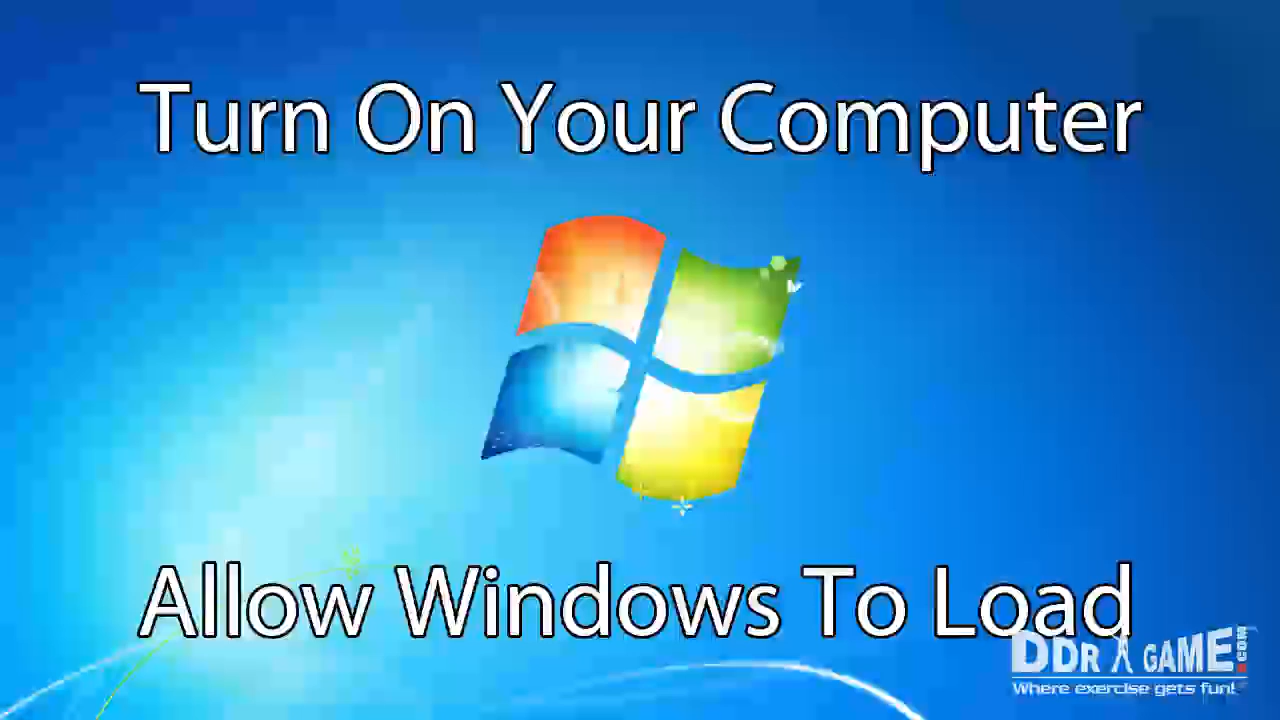 Turn On Your Computer
Allow Windows To Load
DDR GAME.COM
Where exercise gets fun!